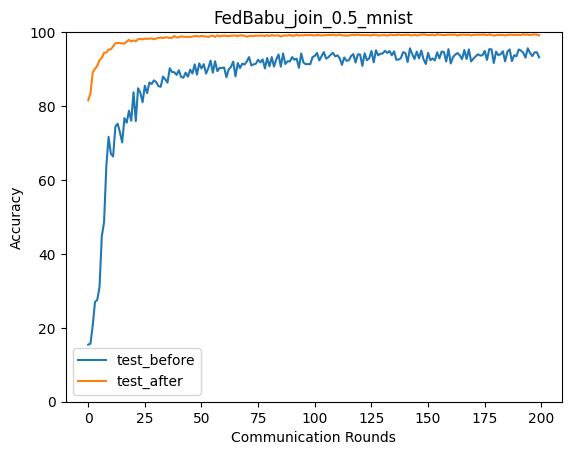 FedBabu_join_0.5_mnist
100
80
60
40
20
0
Accuracy
test_before
test_after
0 25 50 75 100 125 150 175 200
Communication Rounds